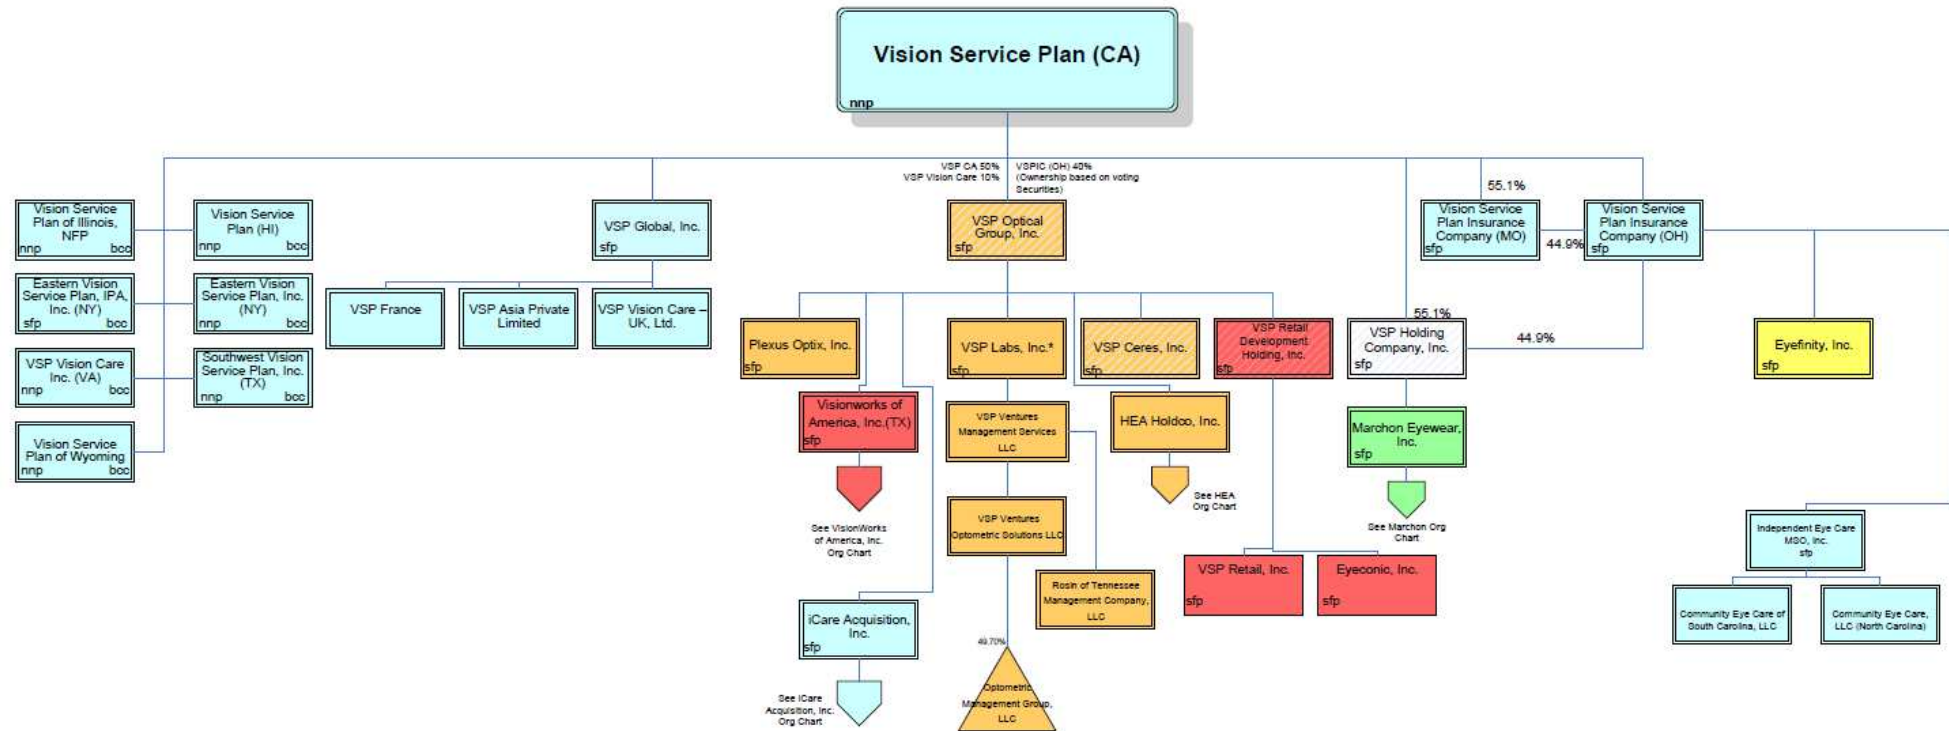 Vision Service Plan (CA)
nnp
VSP CA 50%
VSP Vision Care 10%
VSPIC (OH) 40%
(Ownership based on voting
Securities)
55.1%
Vision Service
Plan of Illinois,
NFP
nnp bcc
Vision Service
Plan (HI)
nnp bcc
VSP Global, Inc.
sfp
VSP Optical
Group, Inc.
sfp
Vision Service
Plan Insurance
Company (MO)
sfp
44.9%
Vision Service
Plan Insurance
Company (OH)
sfp
Eastern Vision
Service Plan, IPA,
Inc. (NY)
sfp bcc
Eastern Vision
Service Plan, Inc.
(NY)
nnp bcc
VSP France
VSP Asia Private
Limited
VSP Vision Care –
UK, Ltd.
Plexus Optix, Inc.
sfp
VSP Labs, Inc.*
sfp
VSP Ceres, Inc.
sfp
VSP Retail
Development
Holding, Inc.
sfp
55.1%
VSP Holding
Company, Inc.
sfp
44.9%
Eyefinity, Inc.
sfp
VSP Vision Care
Inc. (VA)
nnp bcc
Southwest Vision
Service Plan, Inc.
(TX)
nnp bcc
Visionworks of
America, Inc.(TX)
sfp
VSP Ventures
Management Services
LLC
HEA Holdco, Inc.
Marchon Eyewear,
Inc.
sfp
Vision Service
Plan of Wyoming
nnp bcc
See VisionWorks
of America, Inc.
Org Chart
See HEA
Org Chart
See Marchon Org
Chart
VSP Ventures
Optometric Solutions LLC
Independent Eye Care
MSO, Inc.
sfp
Rosin of Tennessee
Management Company,
LLC
VSP Retail, Inc.
sfp
Eyeconic, Inc.
sfp
iCare Acquisition,
Inc.
sfp
Community Eye Care of
South Carolina, LLC
Community Eye Care,
LLC (North Carolina)
49.70%
See iCare
Acquisition, Inc.
Org Chart
Optometric
Management Group,
LLC